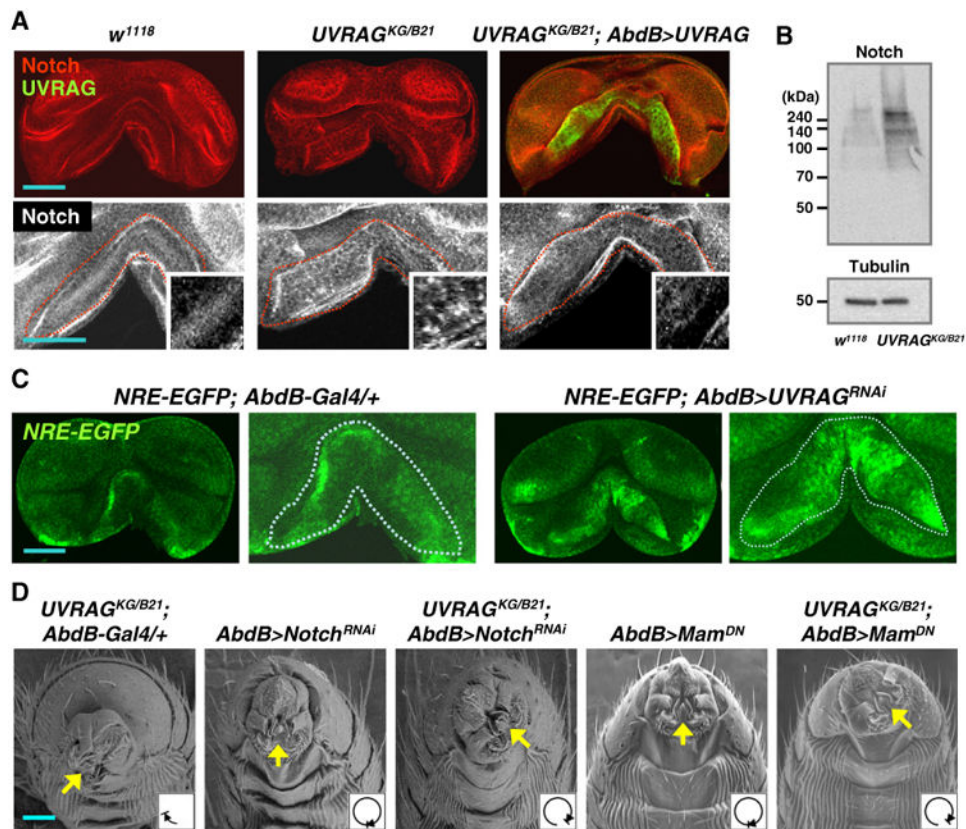 A
w1118
UVRAGKG/B21
UVRAGKG/B21; AbdB>UVRAG
Notch
UVRAG
Notch
B
Notch
(kDa)
240
140
100
70
50
Tubulin
50
w1118 UVRAGKG/B21
C
NRE-EGFP; AbdB-Gal4/+
NRE-EGFP; AbdB>UVRAGRNAi
NRE-EGFP
D
UVRAGKG/B21;
AbdB-Gal4/+
AbdB>NotchRNAi
UVRAGKG/B21;
AbdB>NotchRNAi
AbdB>MamDN
UVRAGKG/B21;
AbdB>MamDN